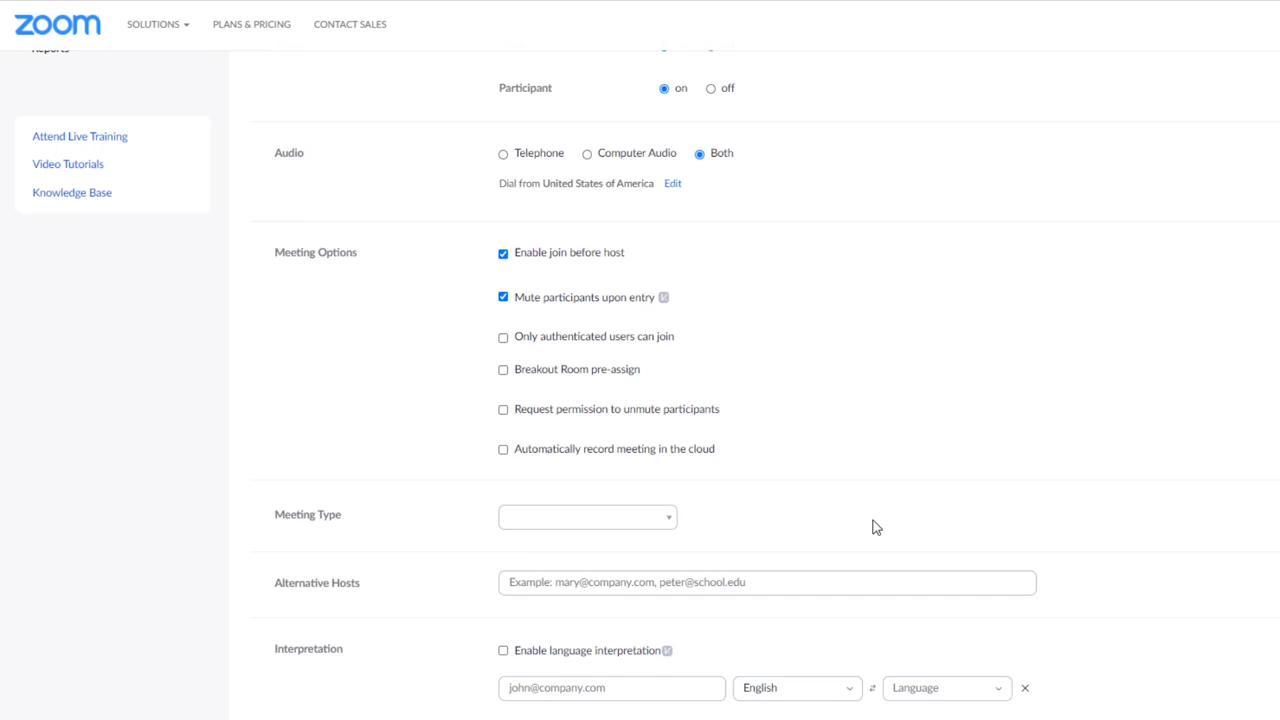 zoom SOLUTIONS PLANS & PRICING CONTACT SALES
Reports
Participant on off
Attend Live Training
Video Tutorials
Knowledge Base
Audio Telephone Computer Audio Both
Dial from United States of America Edit
Meeting Options Enable join before host
Mute participants upon entry
Only authenticated users can join
Breakout Room pre-assign
Request permission to unmute participants
Automatically record meeting in the cloud
Meeting Type
Alternative Hosts Example: mary@company.com, peter@school.edu
Interpretation Enable language interpretation
john@company.com English Language